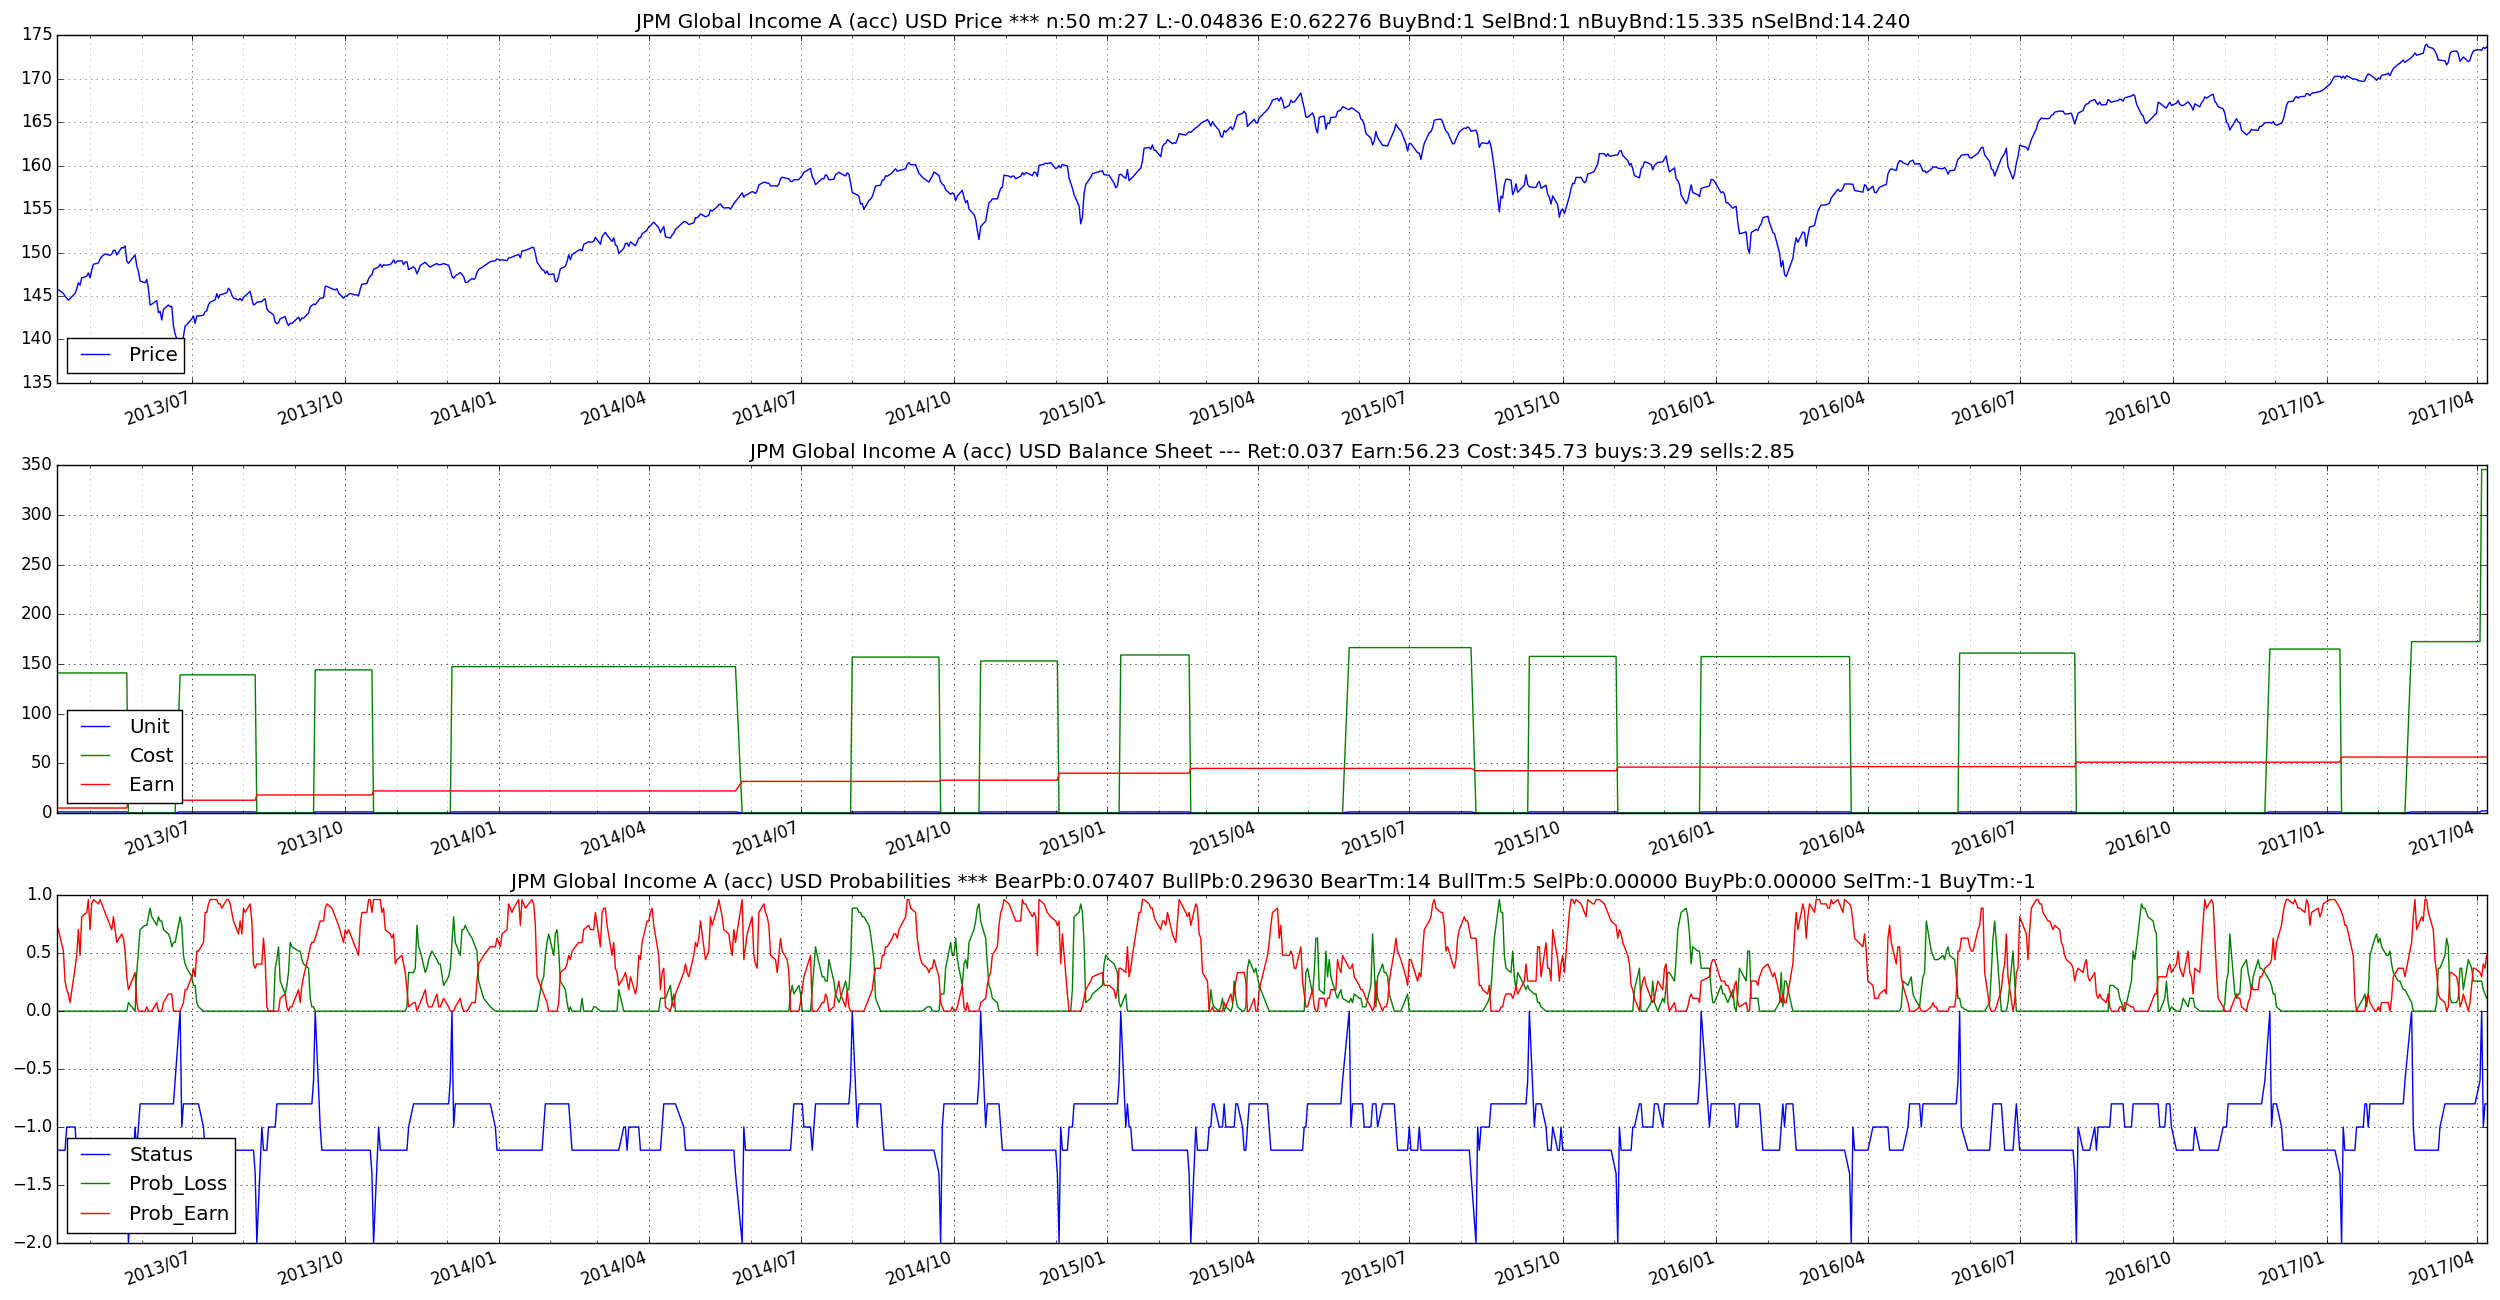 JPM Global Income A (acc) USD Price *** n:50 m:27 L:-0.04836 E:0.62276 BuyBnd:1 SelBnd:1 nBuyBnd:15.335 nSelBnd:14.240
175
170
165
160
155
150
145
140
135
Price
2013/07 2013/10 2014/01 2014/04 2014/07 2014/10 2015/01 2015/04 2015/07 2015/10 2016/01 2016/04 2016/07 2016/10 2017/01 2017/04
JPM Global Income A (acc) USD Balance Sheet --- Ret:0.037 Earn:56.23 Cost:345.73 buys:3.29 sells:2.85
350
300
250
200
150
100
50
0
Unit
Cost
Earn
2013/07 2013/10 2014/01 2014/04 2014/07 2014/10 2015/01 2015/04 2015/07 2015/10 2016/01 2016/04 2016/07 2016/10 2017/01 2017/04
JPM Global Income A (acc) USD Probabilities *** BearPb:0.07407 BullPb:0.29630 BearTm:14 BullTm:5 SelPb:0.00000 BuyPb:0.00000 SelTm:-1 BuyTm:-1
1.0
0.5
0.0
−0.5
−1.0
−1.5
−2.0
Status
Prob_Loss
Prob_Earn
2013/07 2013/10 2014/01 2014/04 2014/07 2014/10 2015/01 2015/04 2015/07 2015/10 2016/01 2016/04 2016/07 2016/10 2017/01 2017/04